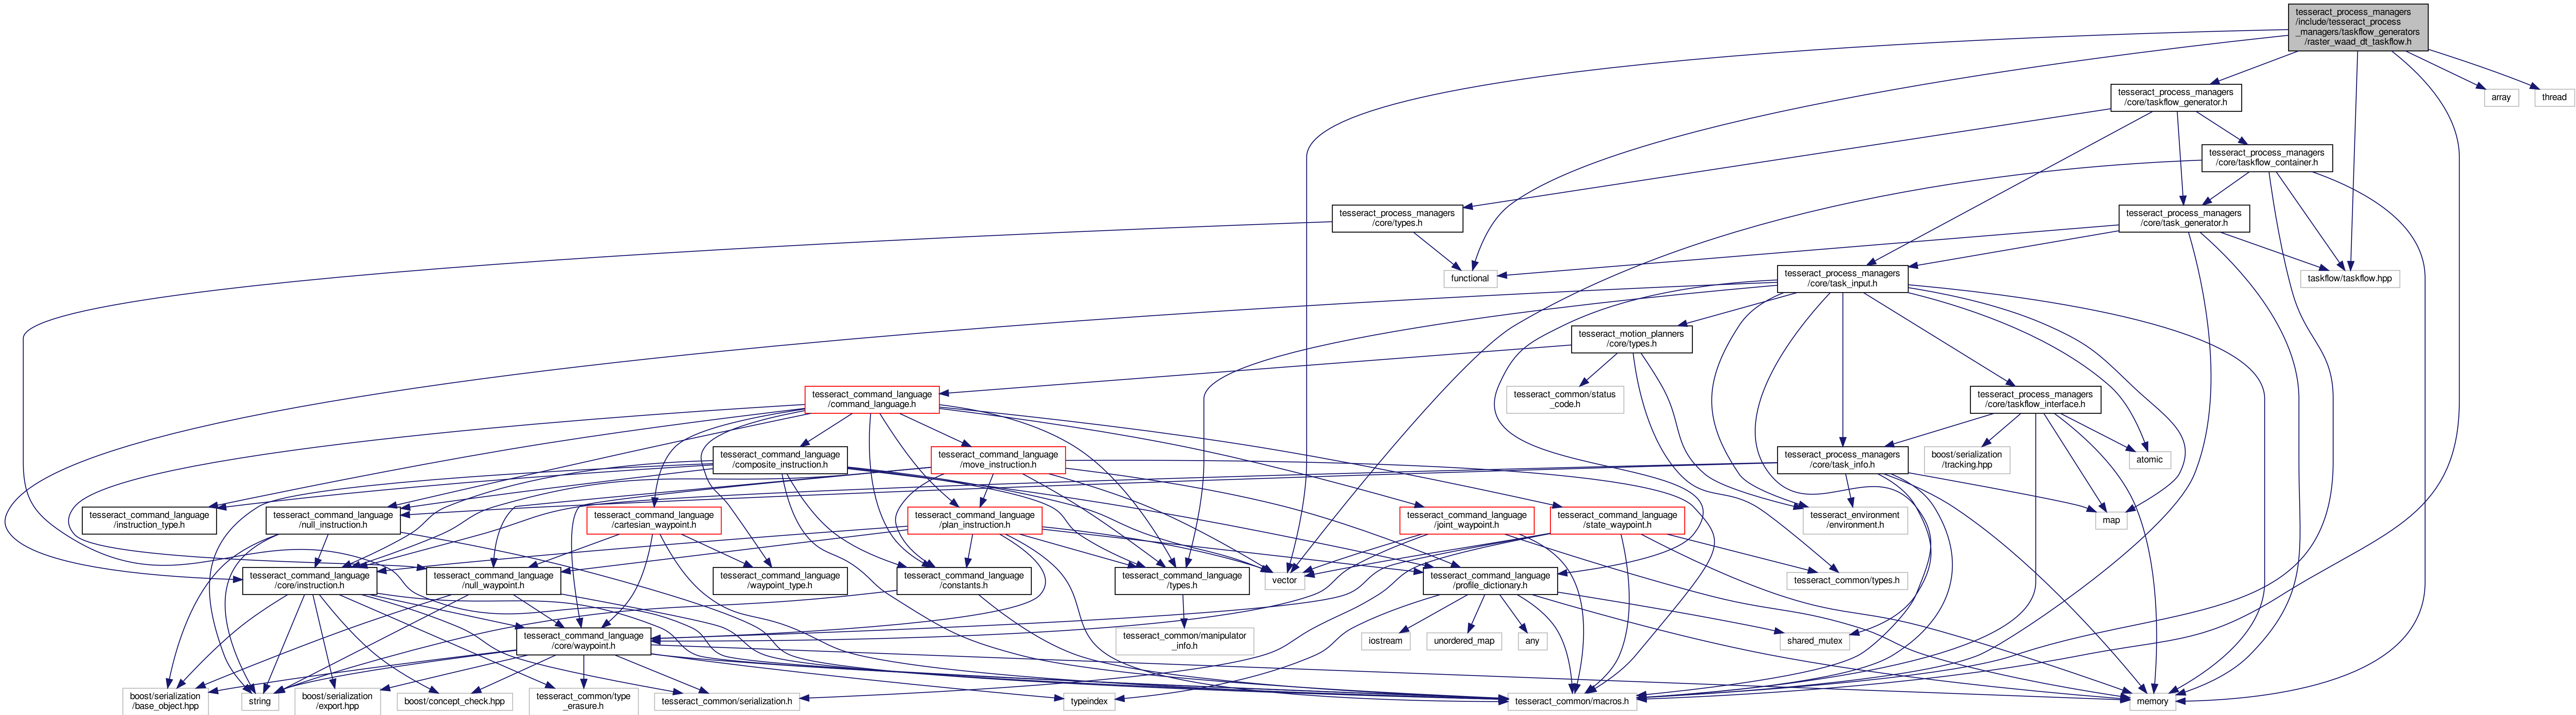 tesseract_process_managers
/include/tesseract_process
_managers/taskflow_generators
/raster_waad_dt_taskflow.h
tesseract_process_managers
/core/taskflow_generator.h
array
thread
tesseract_process_managers
/core/taskflow_container.h
tesseract_process_managers
/core/types.h
tesseract_process_managers
/core/task_generator.h
functional
tesseract_process_managers
/core/task_input.h
taskflow/taskflow.hpp
tesseract_motion_planners
/core/types.h
tesseract_command_language
/command_language.h
tesseract_common/status
_code.h
tesseract_process_managers
/core/taskflow_interface.h
tesseract_command_language
/composite_instruction.h
tesseract_command_language
/move_instruction.h
tesseract_process_managers
/core/task_info.h
boost/serialization
/tracking.hpp
atomic
tesseract_command_language
/instruction_type.h
tesseract_command_language
/null_instruction.h
tesseract_command_language
/cartesian_waypoint.h
tesseract_command_language
/plan_instruction.h
tesseract_command_language
/joint_waypoint.h
tesseract_command_language
/state_waypoint.h
tesseract_environment
/environment.h
map
tesseract_command_language
/core/instruction.h
tesseract_command_language
/null_waypoint.h
tesseract_command_language
/waypoint_type.h
tesseract_command_language
/constants.h
tesseract_command_language
/types.h
vector
tesseract_command_language
/profile_dictionary.h
tesseract_common/types.h
tesseract_command_language
/core/waypoint.h
tesseract_common/manipulator
_info.h
iostream
unordered_map
any
shared_mutex
boost/serialization
/base_object.hpp
string
boost/serialization
/export.hpp
boost/concept_check.hpp
tesseract_common/type
_erasure.h
tesseract_common/serialization.h
typeindex
tesseract_common/macros.h
memory